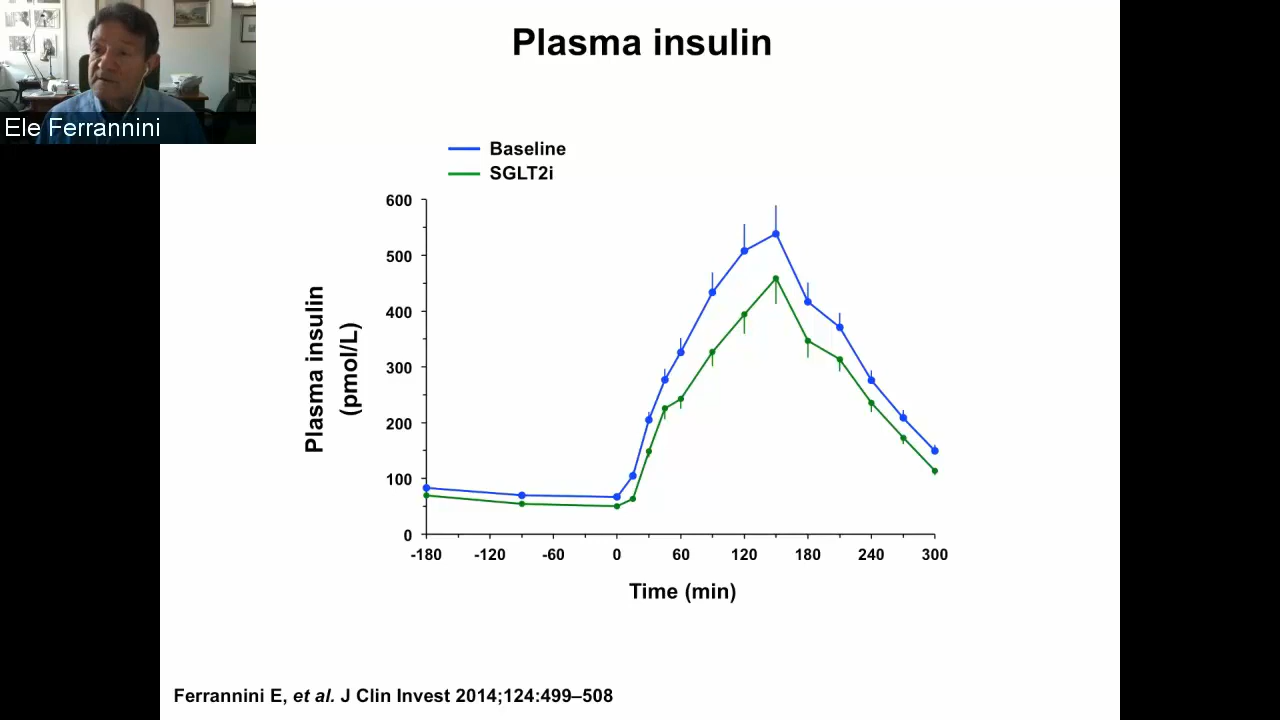 Plasma insulin
Ele Ferrannini
Baseline
SGLT2i
600
500
400
300
200
100
0
Plasma insulin
(pmol/L)
-180 -120 -60 0 60 120 180 240 300
Time (min)
Ferrannini E, et al. J Clin Invest 2014;124:499–508